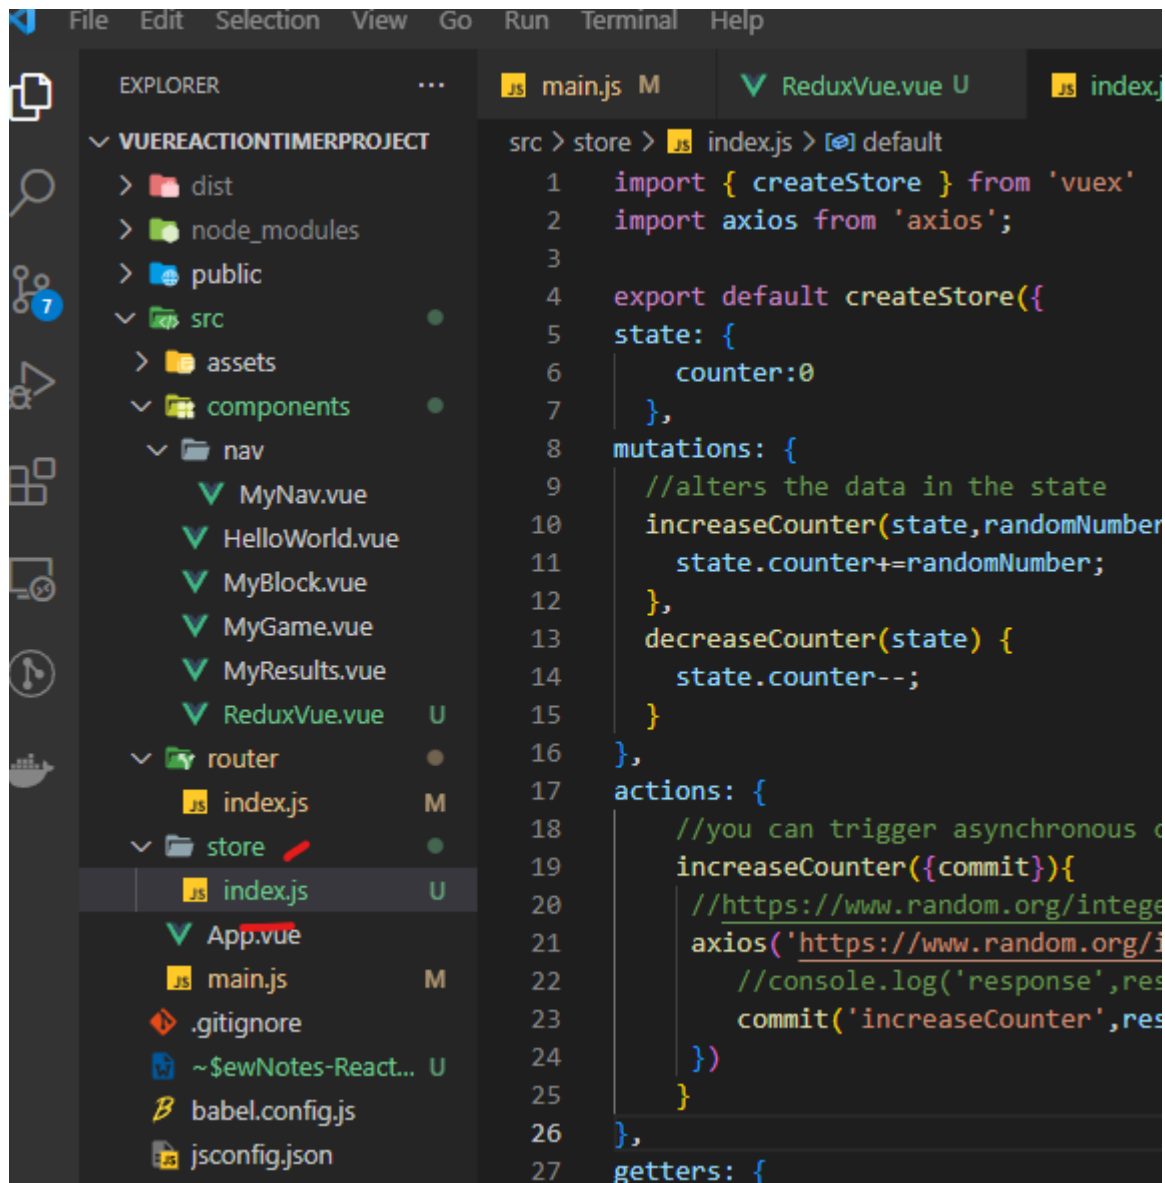 File Edit Selection View Go Run Terminal Help
EXPLORER
VUEREACTIONTIMERPROJECT
dist
node_modules
public
src
assets
components
nav
MyNav.vue
HelloWorld.vue
MyBlock.vue
MyGame.vue
MyResults.vue
ReduxVue.vue U
router
index.js M
store
index.js U
App.vue
main.js M
.gitignore
~$ewNotes-React... U
babel.config.js
jsconfig.json
7
main.js M ReduxVue.vue U index.j
src > store > index.js > default
1 import { createStore } from 'vuex'
2 import axios from 'axios';
3
4 export default createStore({
5 state: {
6 counter:0
7 },
8 mutations: {
9 //alters the data in the state
10 increaseCounter(state,randomNumber
11 state.counter+=randomNumber;
12 },
13 decreaseCounter(state) {
14 state.counter--;
15 }
16 },
17 actions: {
18 //you can trigger asynchronous
19 increaseCounter({commit}){
20 //https://www.random.org/intege
21 axios('https://www.random.org/i
22 //console.log('response',res
23 commit('increaseCounter',res
24 })
25 }
26 },
27 getters: {